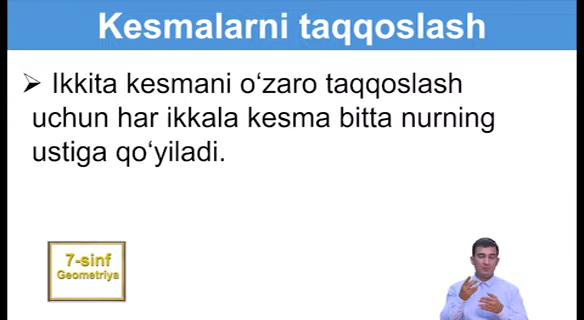 Kesmalarni taqqoslash
➢ Ikkita kesmani o‘zaro taqqoslash
uchun har ikkala kesma bitta nurning
ustiga qo‘yiladi.
7-sinf
Geometriya